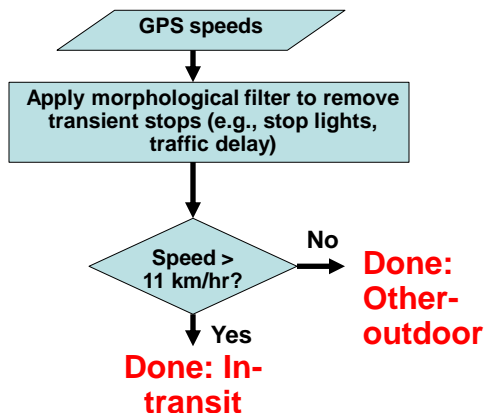 GPS speeds
Apply morphological filter to remove
transient stops (e.g., stop lights,
traffic delay)
Speed >
11 km/hr?
No
Done:
Other-
outdoor
Yes
Done: In-
transit